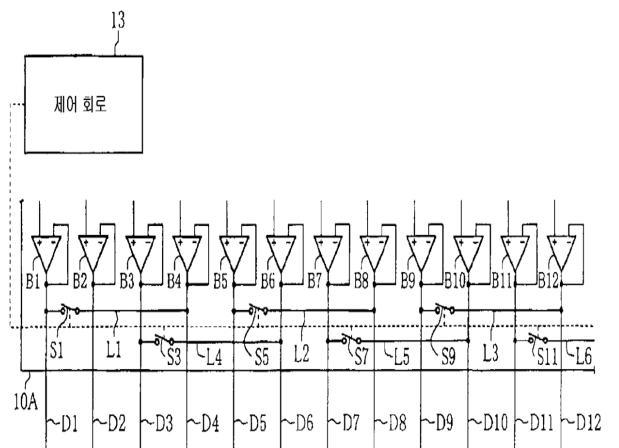 13
제어 회로
B1 B2 B3 B4 B5 B6 B7 B8 B9 B10 B11 B12
S1 L1 S5 L2 S9 L3
S3 L4 S7 L5 S11 L6
10A
D1 D2 D3 D4 D5 D6 D7 D8 D9 D10 D11 D12